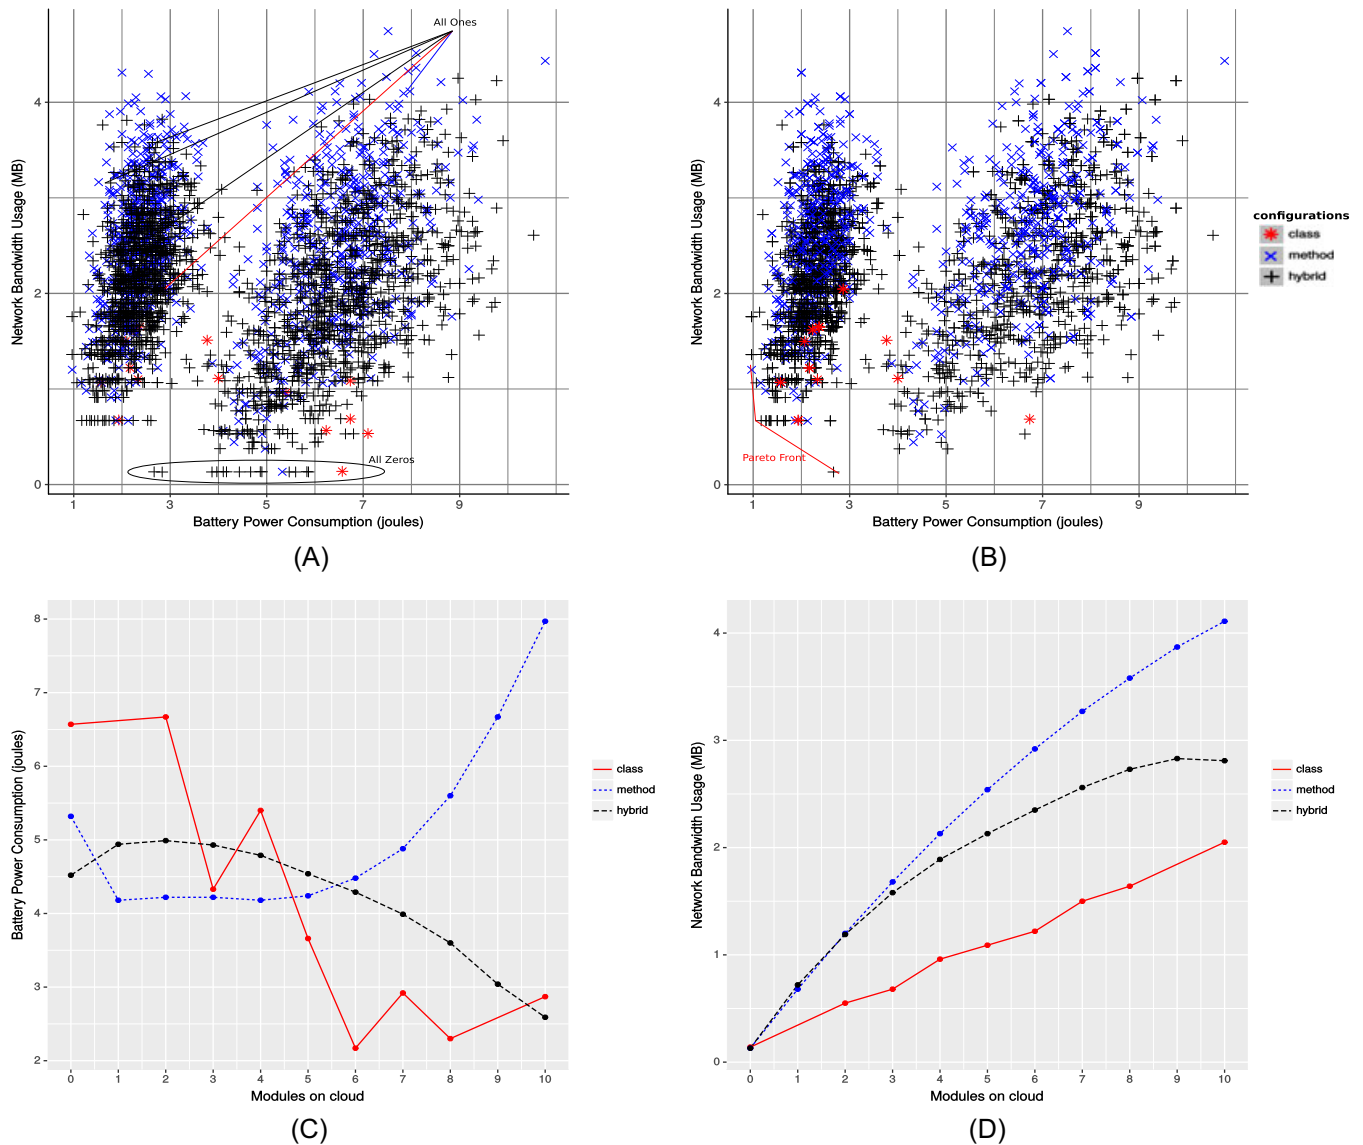 All Ones
Network Bandwidth Usage (MB)
4
2
0
All Zeros
1
3
5
7
9
Battery Power Consumption (joules)
(A)
Network Bandwidth Usage (MB)
4
2
0
Pareto Front
1
3
5
7
9
Battery Power Consumption (joules)
(B)
configurations
class
method
hybrid
Battery Power Consumption (joules)
8
7
6
5
4
3
2
0 1 2 3 4 5 6 7 8 9 10
Modules on cloud
class
method
hybrid
(C)
Network Bandwidth Usage (MB)
4
3
2
1
0
0 1 2 3 4 5 6 7 8 9 10
Modules on cloud
class
method
hybrid
(D)